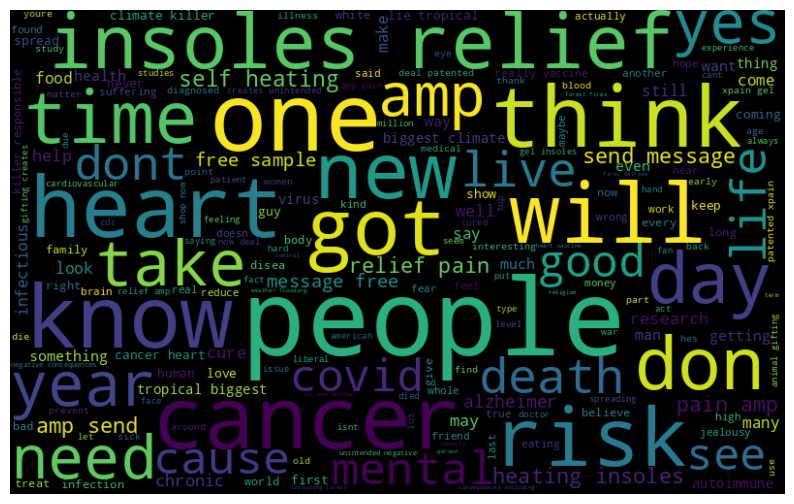 youre climate killer illness white lie tropical actually
found spread insoles relief yes
study make experience
food health studies never suffering diagnosed self heating amp pain said deal patented really vaccine another hope cant
matter creates unintended think eye want thing
time one amp think still come
million blood forest fires xpain gel
due way biggest climate maybe coming
help dont free sample new live send message age always
point medical gel insoles even
cardiovascular patient women hear
heart shop now virus show now hand early life
cdc feeling guy kind top will wrong work keep
infectious saying doesn body cured got well say every
family now deal hard seem interesting fan back
look take disea relief pain much good day
right fact message free put money long
brain relief amp real reduce fear feel type part
die control weather flooding level act research
know people american war religion term
negative consequences issue liberal find man hes getting
something cancer heart cure don
year human love covid give death
tropical biggest whole alzheimer pain amp
prevent face died true doctor believe high
bad amp send around cancer may risk see many
let sick isnt lot friend spreading last jealousy
need cause old mental eating heating insoles use
treat infection chronic world first unintended negative person autoimmune
killer responsible
gifting creates
patented xpain
animal gifting